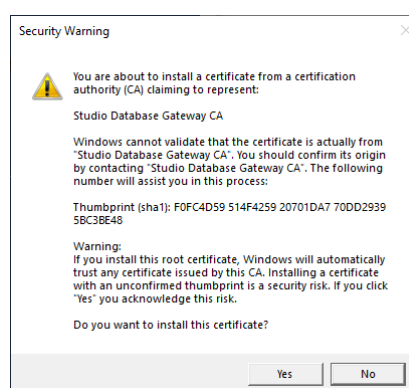 Security Warning
You are about to install a certificate from a certification
authority (CA) claiming to represent:
Studio Database Gateway CA
Windows cannot validate that the certificate is actually from
"Studio Database Gateway CA". You should confirm its origin
by contacting "Studio Database Gateway CA". The following
number will assist you in this process:
Thumbprint (sha1): F0FC4D59 514F4259 20701DA7 70DD2939
5BC3BE48
Warning:
If you install this root certificate, Windows will automatically
trust any certificate issued by this CA. Installing a certificate
with an unconfirmed thumbprint is a security risk. If you click
"Yes" you acknowledge this risk.
Do you want to install this certificate?
Yes
No